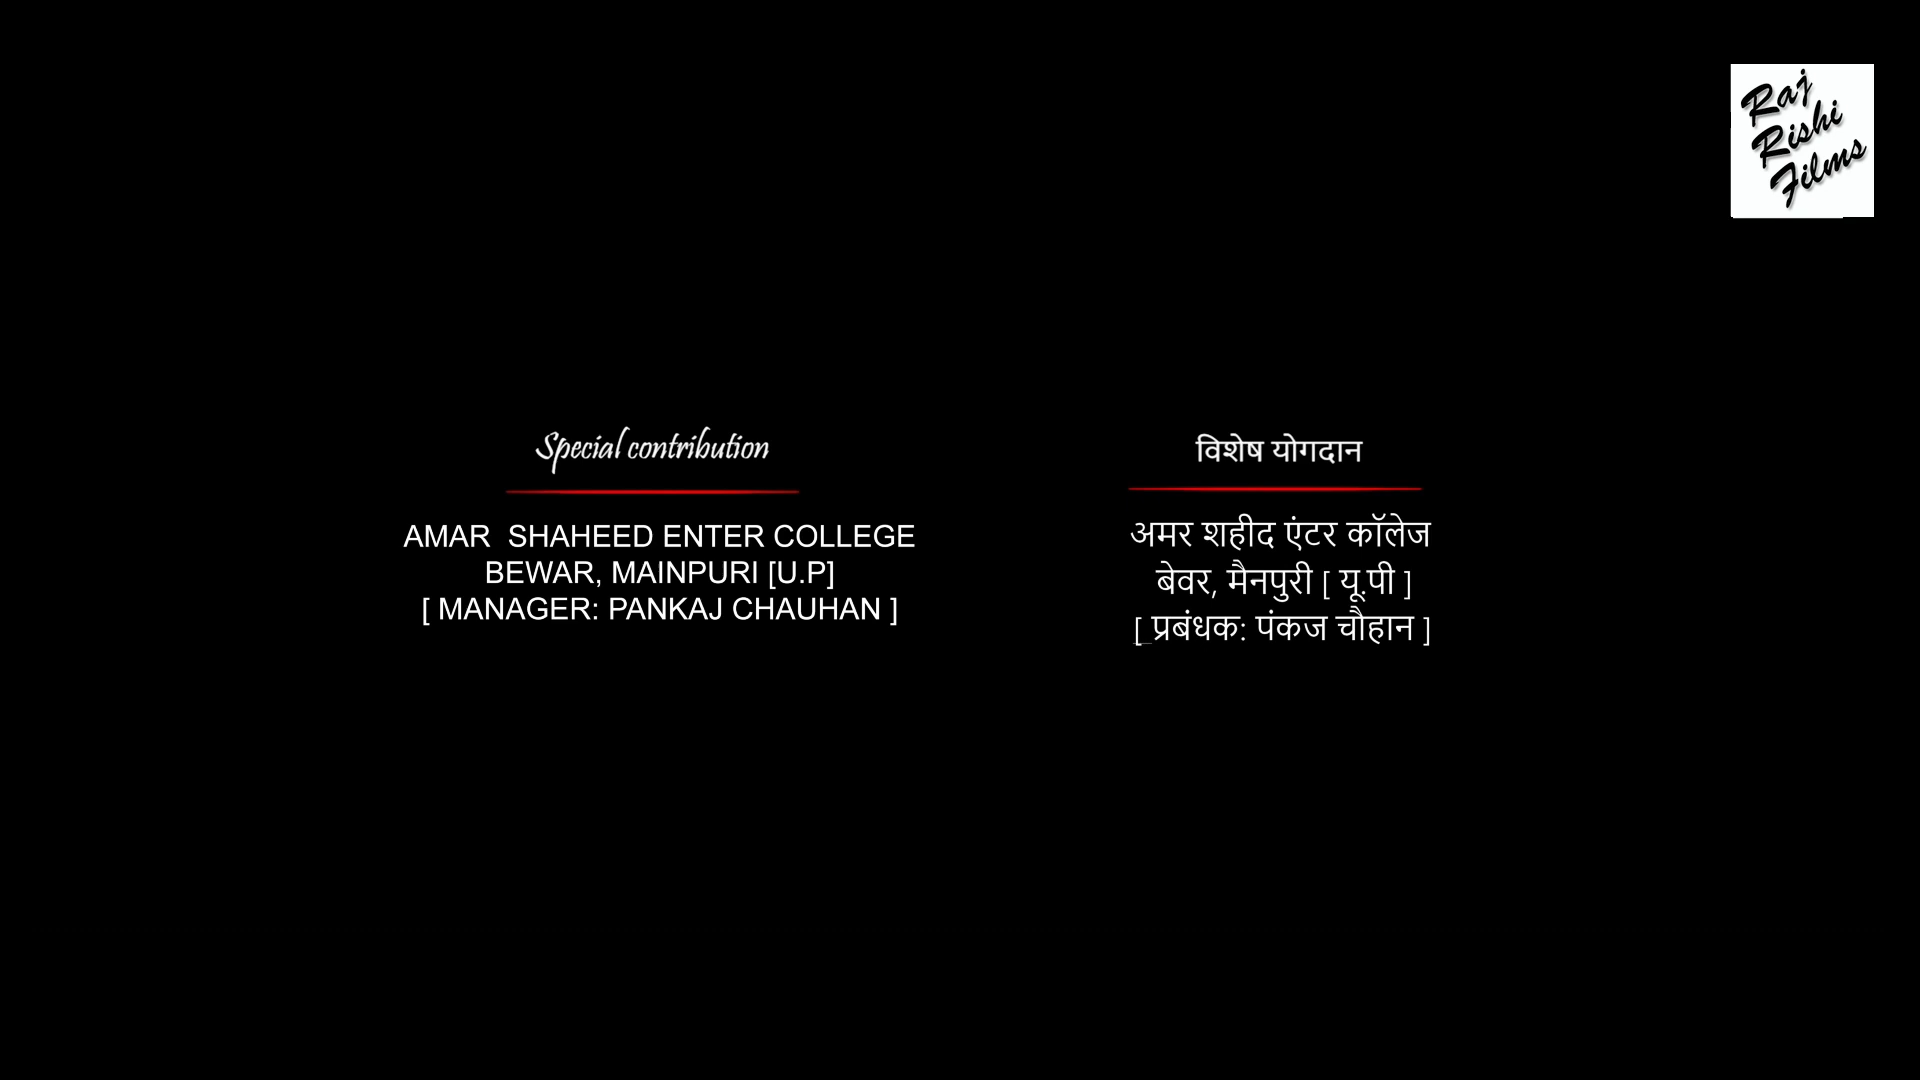 Raj
Rishi
Films
Special contribution
AMAR SHAHEED ENTER COLLEGE
BEWAR, MAINPURI [U.P]
[ MANAGER: PANKAJ CHAUHAN ]
विशेष योगदान
अमर शहीद एंटर कॉलेज
बेवर, मैनपुरी [ यू.पी ]
[ प्रबंधक: पंकज चौहान ]